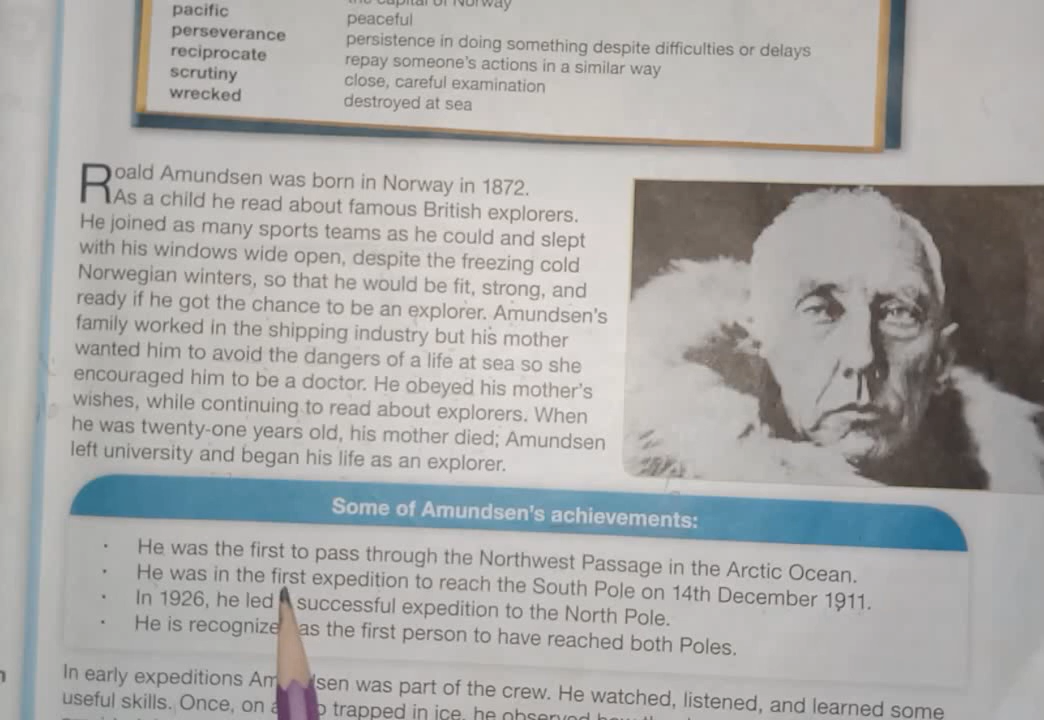 capital of Norway
pacific peaceful
perseverance persistence in doing something despite difficulties or delays
reciprocate repay someone's actions in a similar way
scrutiny close, careful examination
wrecked destroyed at sea
Roald Amundsen was born in Norway in 1872.
As a child he read about famous British explorers.
He joined as many sports teams as he could and slept
with his windows wide open, despite the freezing cold
Norwegian winters, so that he would be fit, strong, and
ready if he got the chance to be an explorer. Amundsen's
family worked in the shipping industry but his mother
wanted him to avoid the dangers of a life at sea so she
encouraged him to be a doctor. He obeyed his mother's
wishes, while continuing to read about explorers. When
he was twenty-one years old, his mother died; Amundsen
left university and began his life as an explorer.
Some of Amundsen's achievements:
· He was the first to pass through the Northwest Passage in the Arctic Ocean.
· He was in the first expedition to reach the South Pole on 14th December 1911.
· In 1926, he led successful expedition to the North Pole.
· He is as the first person to have reached both Poles.
In early expeditions was part of the crew. He watched, listened, and learned some
useful skills. Once, on trapped in ice, he observed